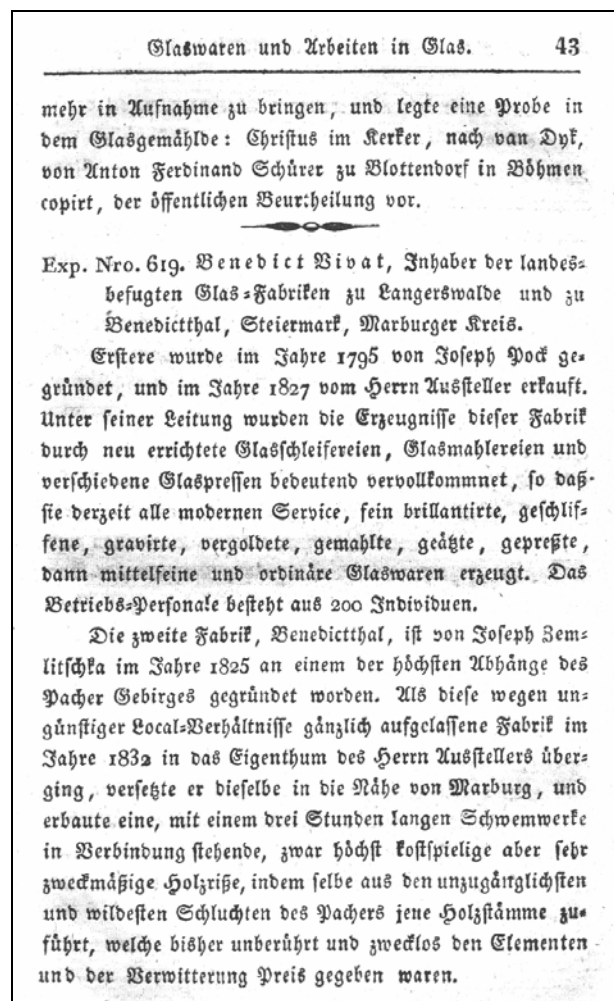 Glaswaren und Arbeiten in Glas. 43
mehr in Aufnahme zu bringen, und legte eine Probe in
dem Glasgemählde: Christus im Kerker, nach van Dyk,
von Anton Ferdinand Schürer zu Blottendorf in Böhmen
copirt, der öffentlichen Beurtheilung vor.
Exp. Nro. 619. Benedict Vivat, Inhaber der landes-
befugten Glas-Fabriken zu Langerswalde und zu
Benedictthal, Steiermark, Marburger Kreis.
Erstere wurde im Jahre 1795 von Joseph Pock ge-
gründet, und im Jahre 1827 vom Herrn Aussteller erkauft.
Unter seiner Leitung wurden die Erzeugnisse dieser Fabrik
durch neu errichtete Glasschleifereien, Glasmahlereien und
verschiedene Glaspressen bedeutend vervollkommnet, so daß
sie derzeit alle modernen Service, fein brillantirte, geschlif-
fene, gravirte, vergoldete, gemahlte, geätzte, gepreßte,
dann mittelfeine und ordinäre Glaswaren erzeugt. Das
Betriebs-Personale besteht aus 200 Individuen.
Die zweite Fabrik, Benedictthal, ist von Joseph Zem-
litschka im Jahre 1825 an einem der höchsten Abhänge des
Pacher Gebirges gegründet worden. Als diese wegen un-
günstiger Local-Verhältnisse gänzlich aufgelassene Fabrik im
Jahre 1832 in das Eigenthum des Herrn Ausstellers über-
ging, versetzte er dieselbe in die Nähe von Marburg, und
erbaute eine, mit einem drei Stunden langen Schwemwerke
in Verbindung stehende, zwar höchst kostspielige aber sehr
zweckmäßige Holzriße, indem selbe aus den unzugänglichsten
und wildesten Schluchten des Pachers jene Holzstämme zu-
führt, welche bisher unberührt und zwecklos den Elementen
und der Verwitterung Preis gegeben waren.